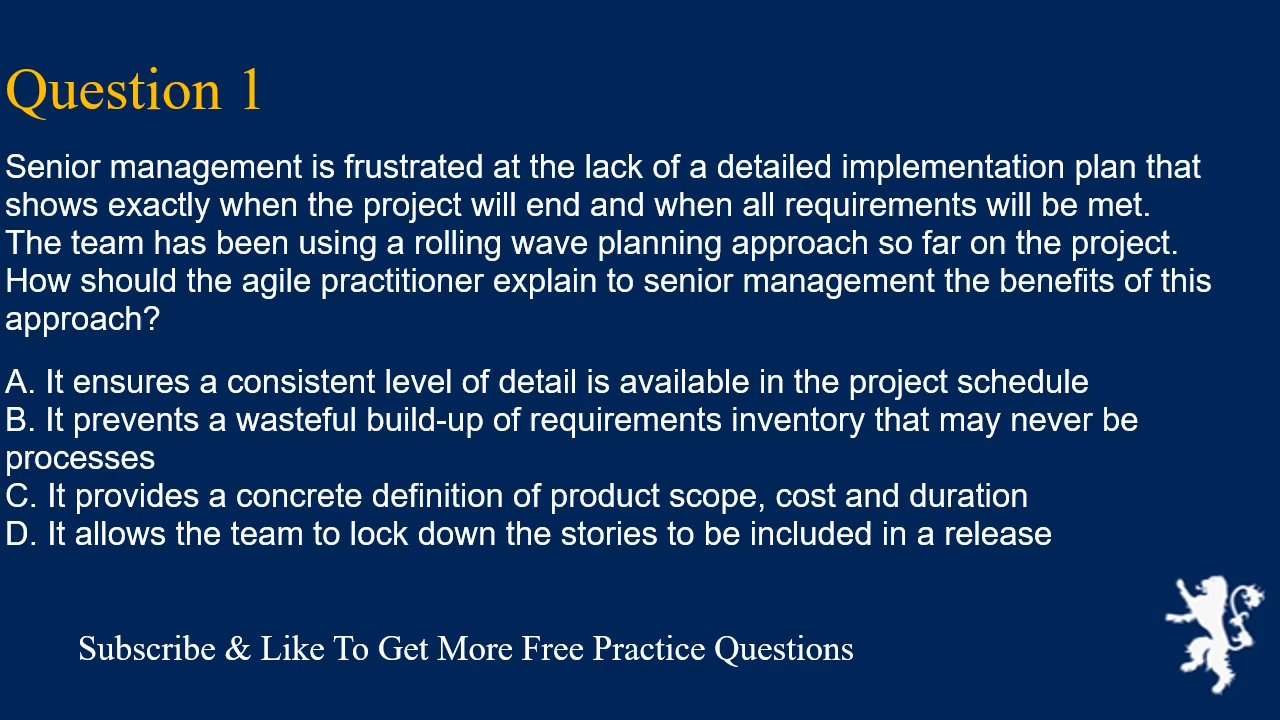 Question 1
Senior management is frustrated at the lack of a detailed implementation plan that
shows exactly when the project will end and when all requirements will be met.
The team has been using a rolling wave planning approach so far on the project.
How should the agile practitioner explain to senior management the benefits of this
approach?
A. It ensures a consistent level of detail is available in the project schedule
B. It prevents a wasteful build-up of requirements inventory that may never be
processes
C. It provides a concrete definition of product scope, cost and duration
D. It allows the team to lock down the stories to be included in a release
Subscribe & Like To Get More Free Practice Questions